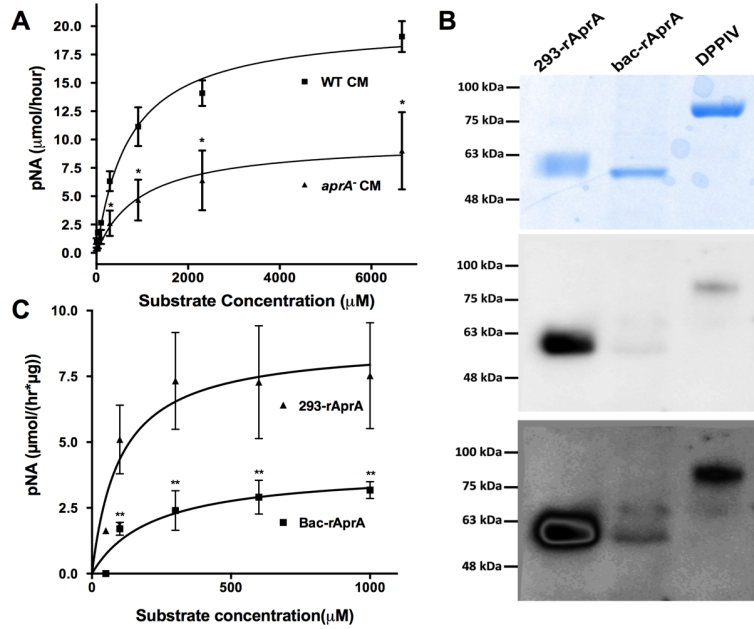 A
pNA (μmol/hour)
20.0
17.5
15.0
12.5
10.0
7.5
5.0
2.5
0.0
WT CM
*
*
*
*
aprA⁻ CM
0
2000
4000
6000
Substrate Concentration (μM)
B
293-rAprA
bac-rAprA
DPPIV
100 kDa
75 kDa
63 kDa
48 kDa
100 kDa
75 kDa
63 kDa
48 kDa
100 kDa
75 kDa
63 kDa
48 kDa
C
pNA (μmol/(hr*μg))
10.0
7.5
5.0
2.5
0.0
293-rAprA
**
**
**
**
Bac-rAprA
0
500
1000
Substrate concentration(μM)